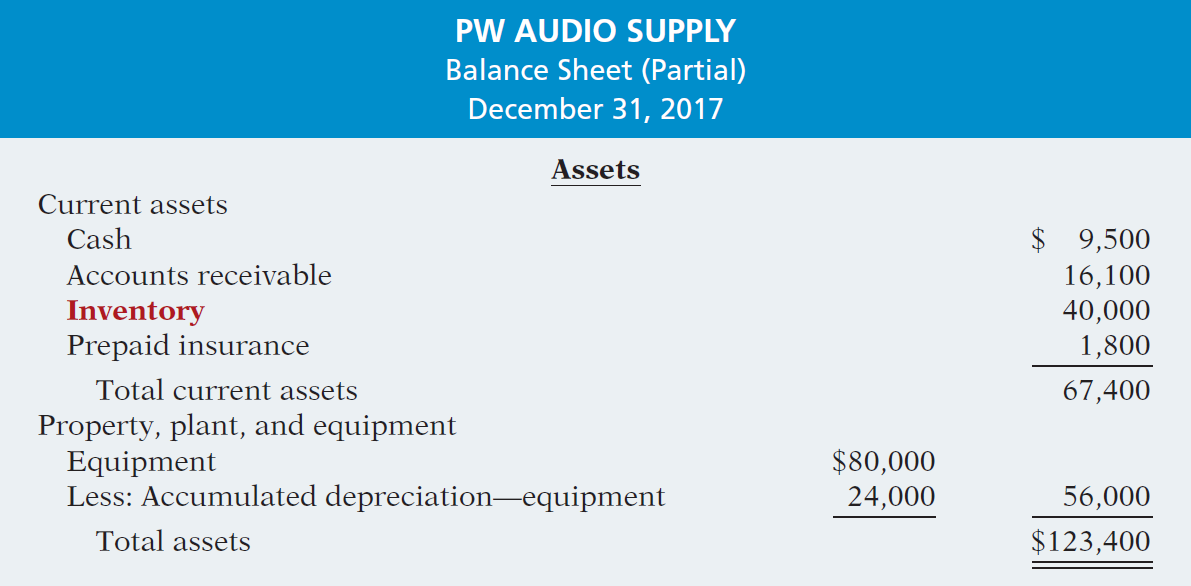 PW AUDIO SUPPLY
Balance Sheet (Partial)
December 31, 2017
Assets
Current assets
Cash $ 9,500
Accounts receivable 16,100
Inventory 40,000
Prepaid insurance 1,800
Total current assets 67,400
Property, plant, and equipment
Equipment $80,000
Less: Accumulated depreciation—equipment 24,000 56,000
Total assets $123,400